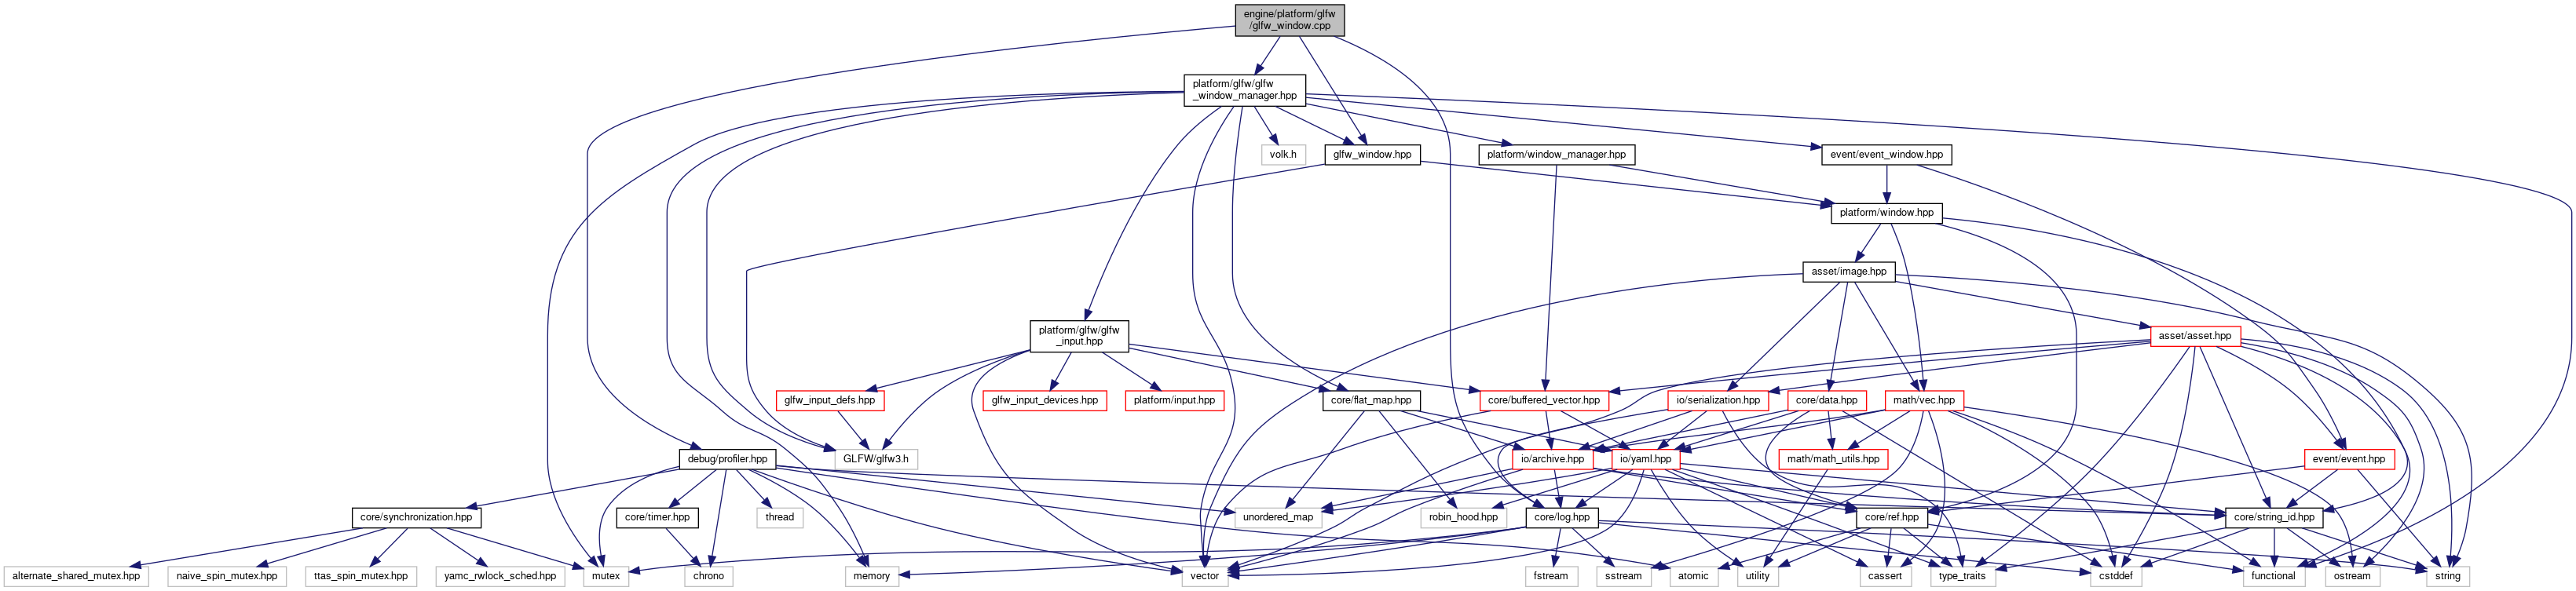 engine/platform/glfw
/glfw_window.cpp
platform/glfw/glfw
_window_manager.hpp
volk.h
glfw_window.hpp
platform/window_manager.hpp
event/event_window.hpp
platform/window.hpp
asset/image.hpp
platform/glfw/glfw
_input.hpp
asset/asset.hpp
glfw_input_defs.hpp
glfw_input_devices.hpp
platform/input.hpp
core/flat_map.hpp
core/buffered_vector.hpp
io/serialization.hpp
core/data.hpp
math/vec.hpp
debug/profiler.hpp
GLFW/glfw3.h
io/archive.hpp
io/yaml.hpp
math/math_utils.hpp
event/event.hpp
core/synchronization.hpp
core/timer.hpp
thread
unordered_map
robin_hood.hpp
core/log.hpp
core/ref.hpp
core/string_id.hpp
alternate_shared_mutex.hpp
naive_spin_mutex.hpp
ttas_spin_mutex.hpp
yamc_rwlock_sched.hpp
mutex
chrono
memory
vector
fstream
sstream
atomic
utility
cassert
type_traits
cstddef
functional
ostream
string